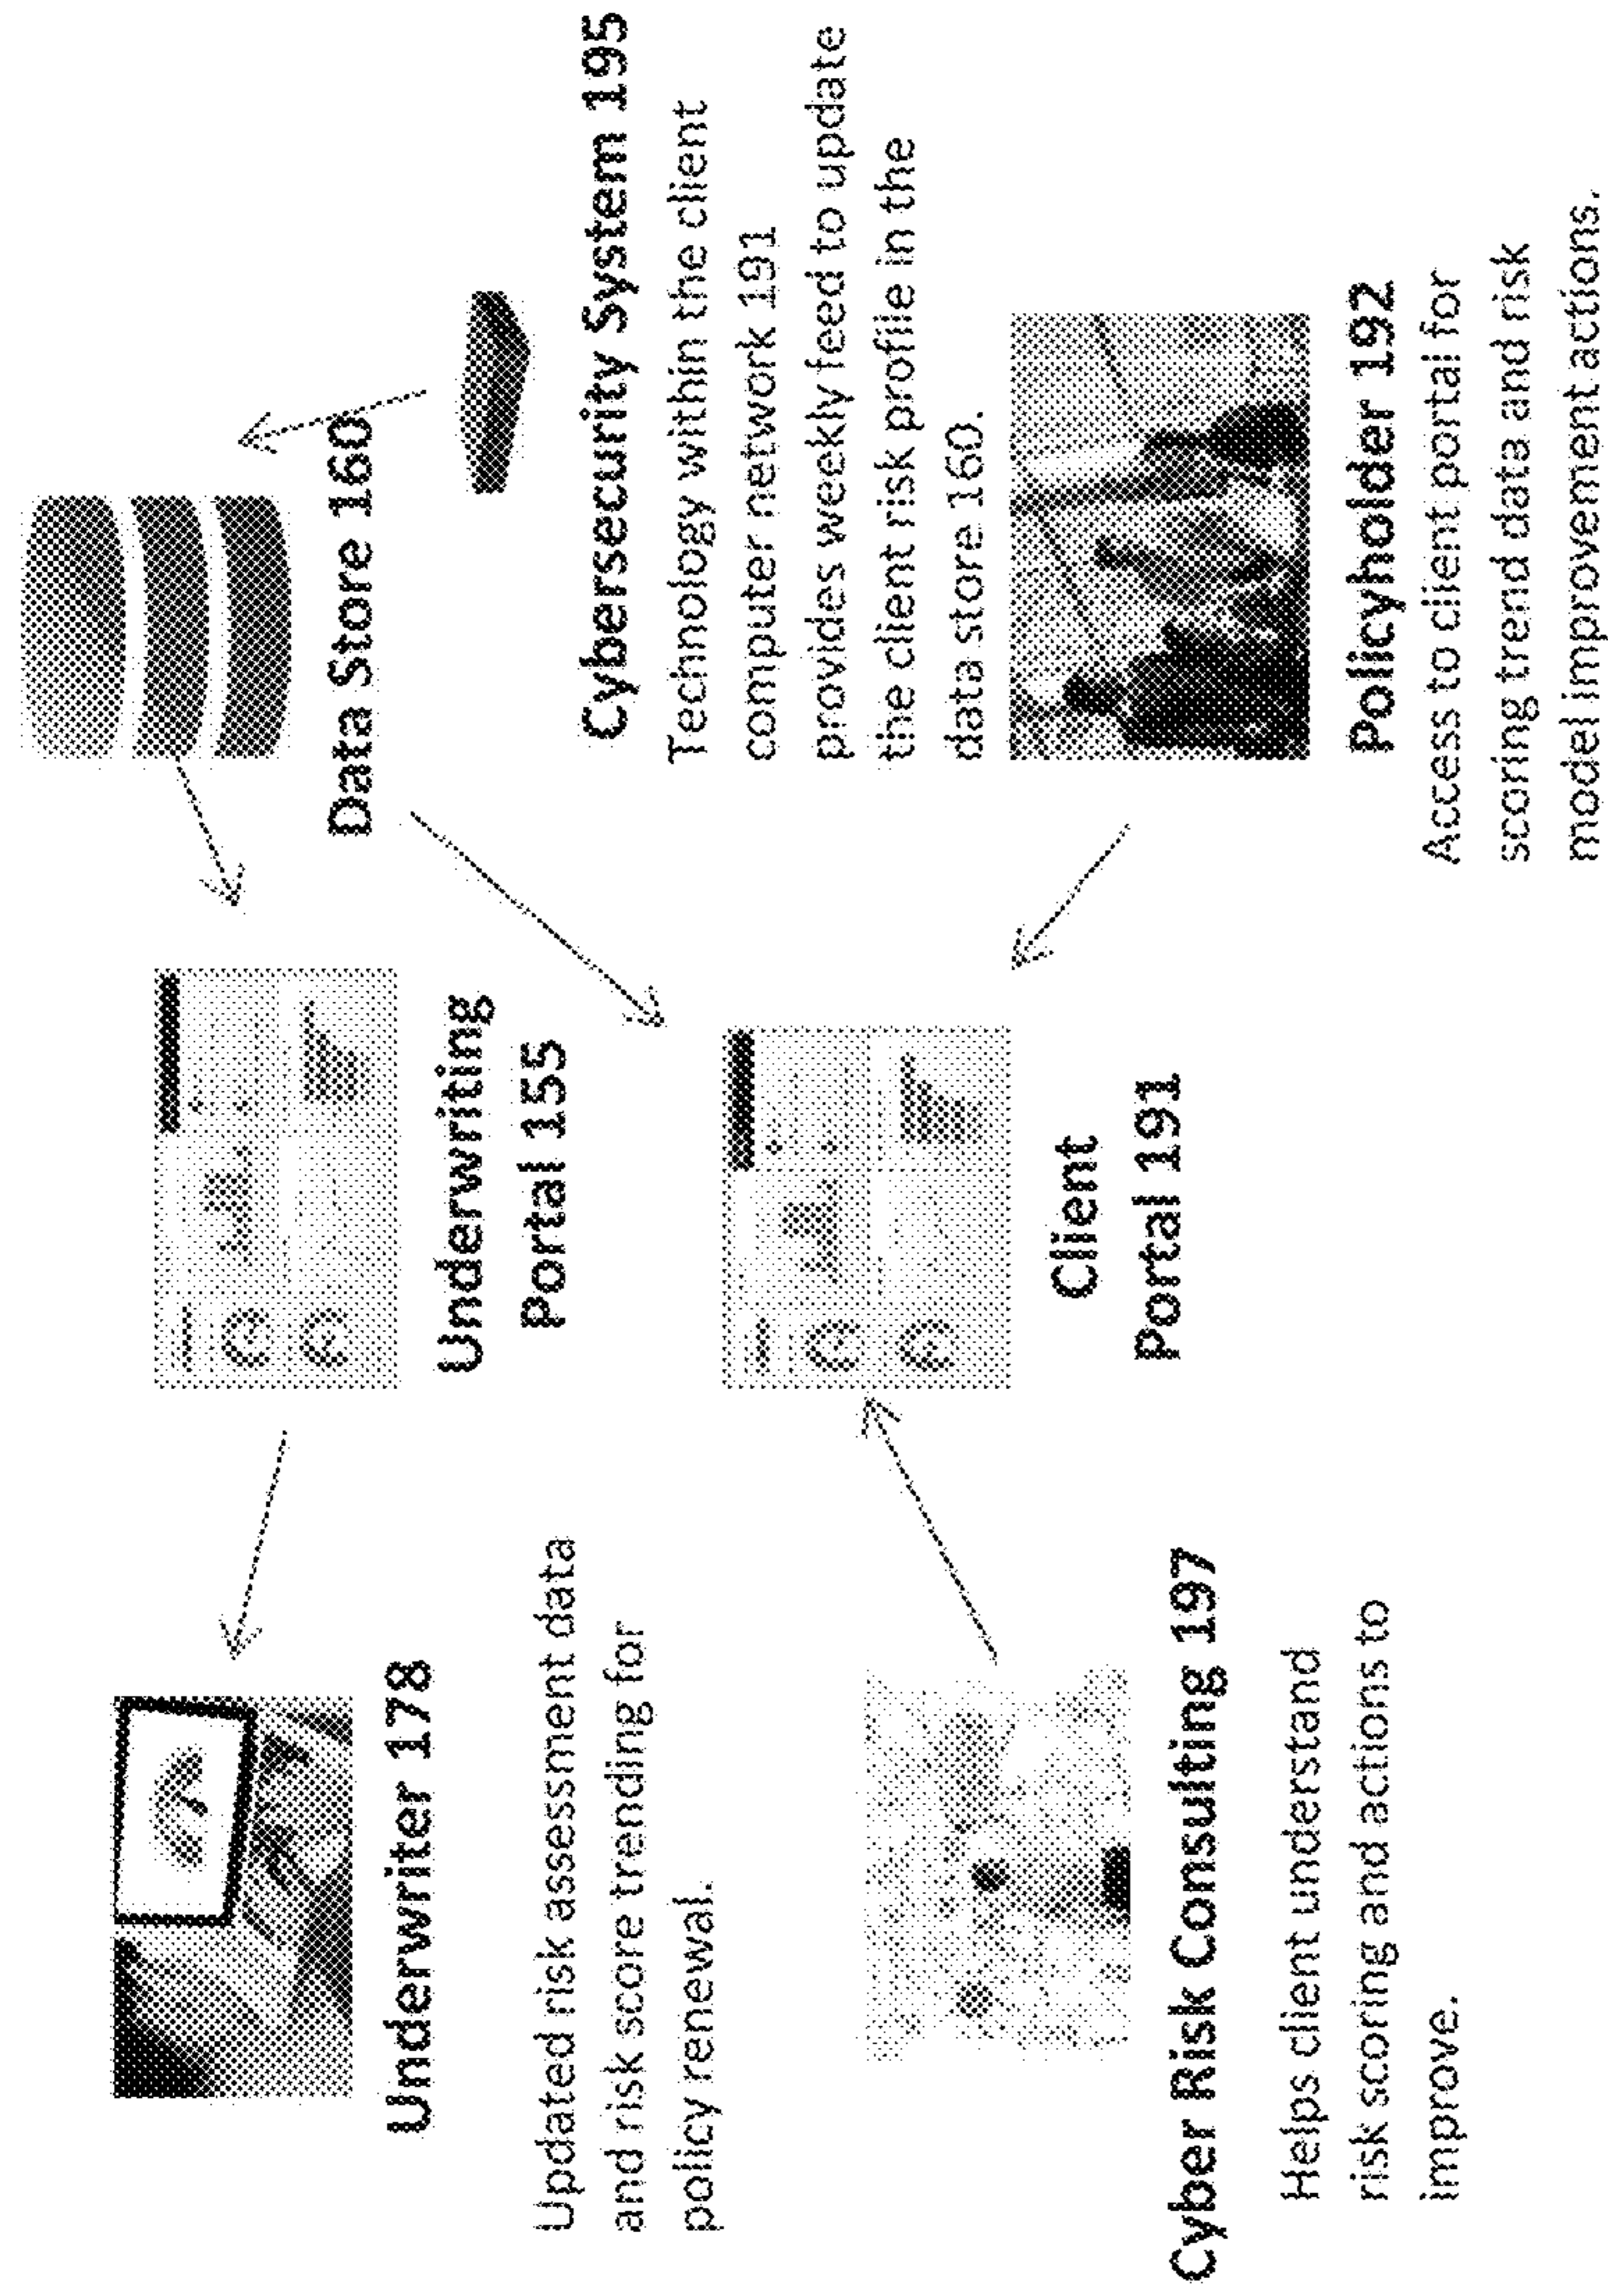 Underwriter 178
Updated risk assessment data
and risk score trending for
policy renewal.
Underwriting
Portal 155
Data Store 160
Cybersecurity System 195
Technology within the client
computer network 191
provides weekly feed to update
the client risk profile in the
data store 160.
Cyber Risk Consulting 197
Helps client understand
risk scoring and actions to
improve.
Client
Portal 191
Policyholder 192
Access to client portal for
scoring trend data and risk
model improvement actions.